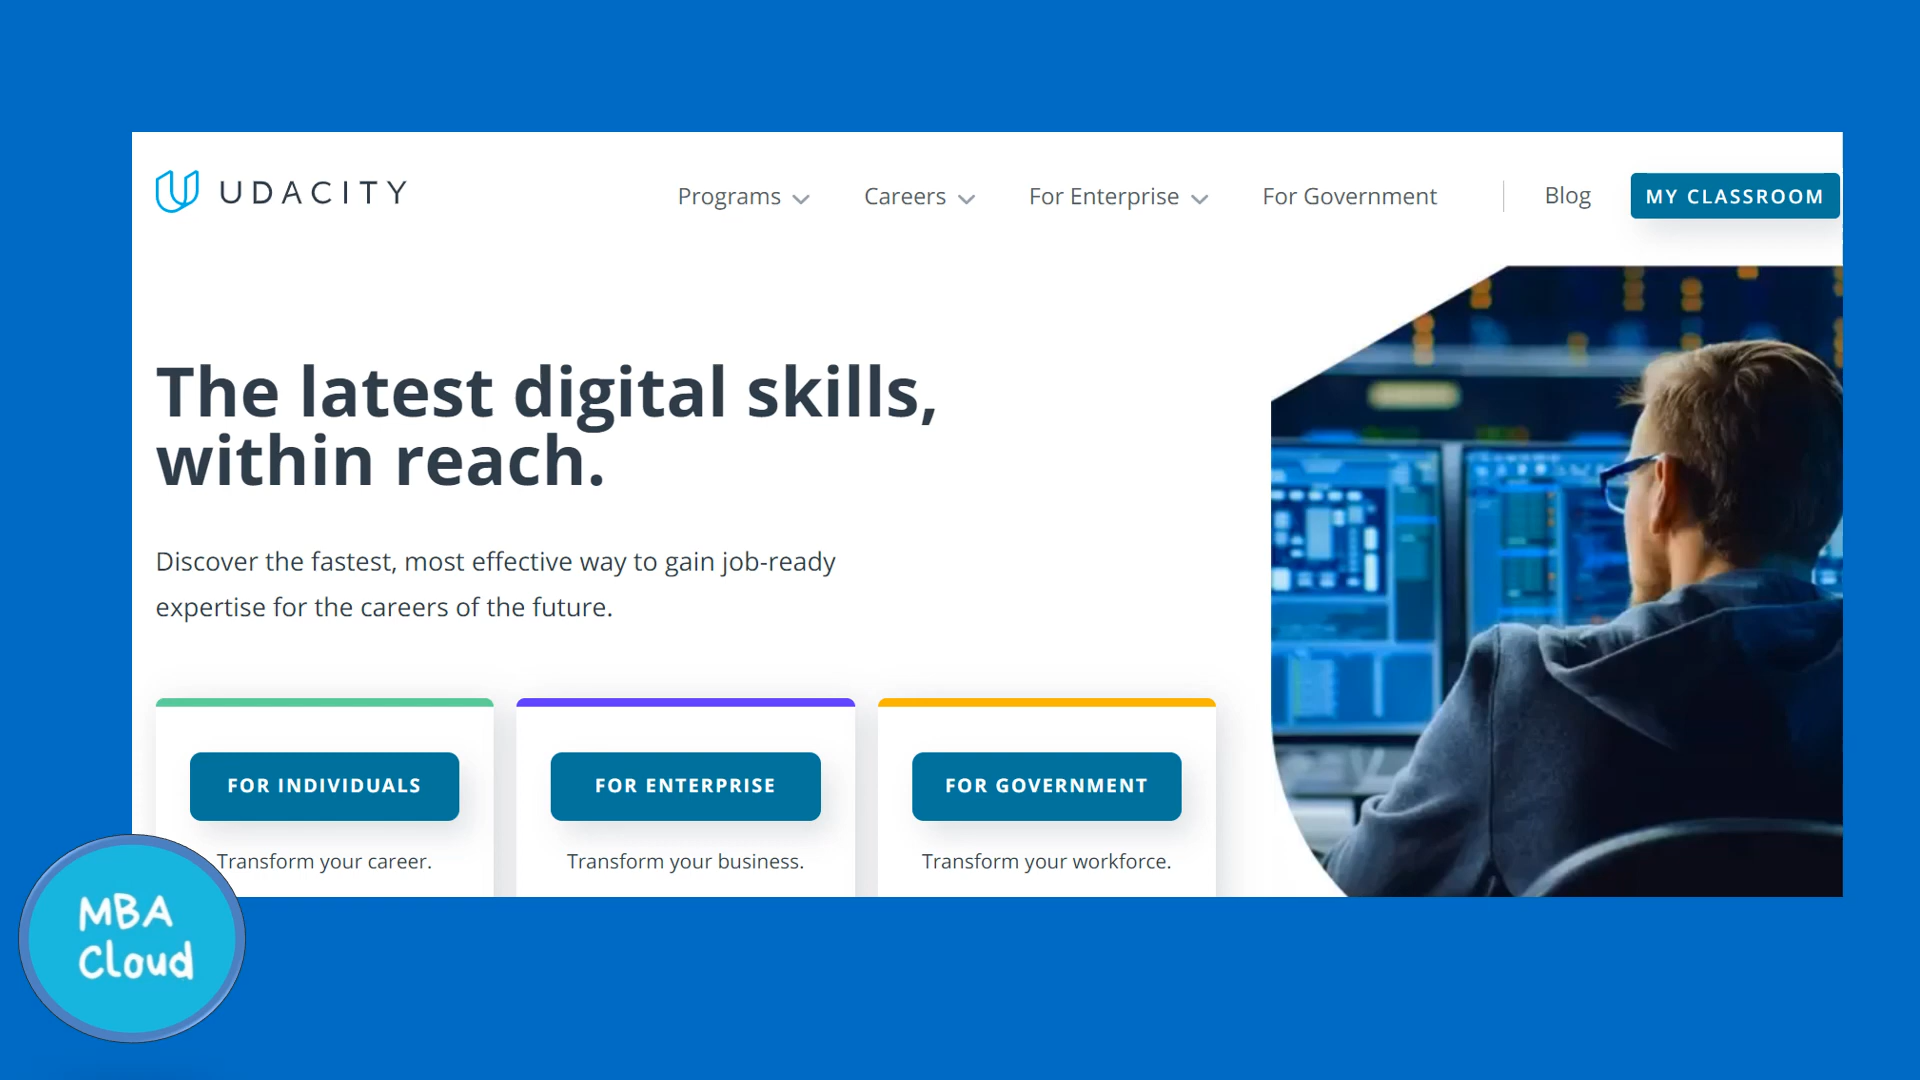 UDACITY
Programs
Careers
For Enterprise
For Government
Blog
MY CLASSROOM
The latest digital skills,
within reach.
Discover the fastest, most effective way to gain job-ready
expertise for the careers of the future.
FOR INDIVIDUALS
Transform your career.
FOR ENTERPRISE
Transform your business.
FOR GOVERNMENT
Transform your workforce.
MBA
Cloud